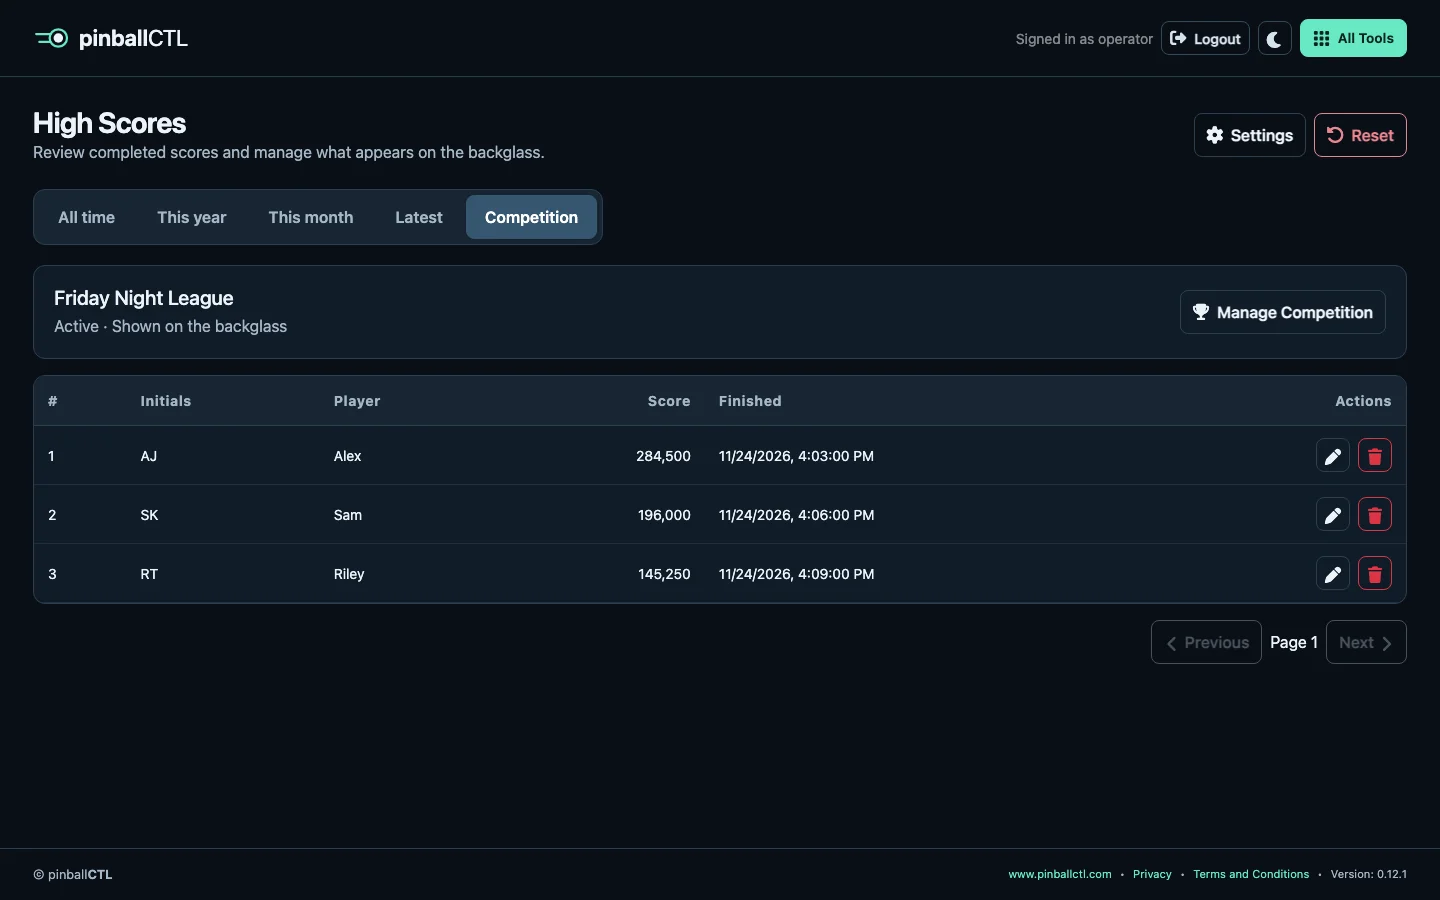 pinballCTL
Signed in as operator
Logout
All Tools
High Scores
Review completed scores and manage what appears on the backglass.
Settings
Reset
All time
This year
This month
Latest
Competition
Friday Night League
Active · Shown on the backglass
Manage Competition
# Initials Player Score Finished Actions
1 AJ Alex 284,500 11/24/2026, 4:03:00 PM
2 SK Sam 196,000 11/24/2026, 4:06:00 PM
3 RT Riley 145,250 11/24/2026, 4:09:00 PM
Previous Page 1 Next
© pinballCTL
www.pinballctl.com • Privacy • Terms and Conditions • Version: 0.12.1